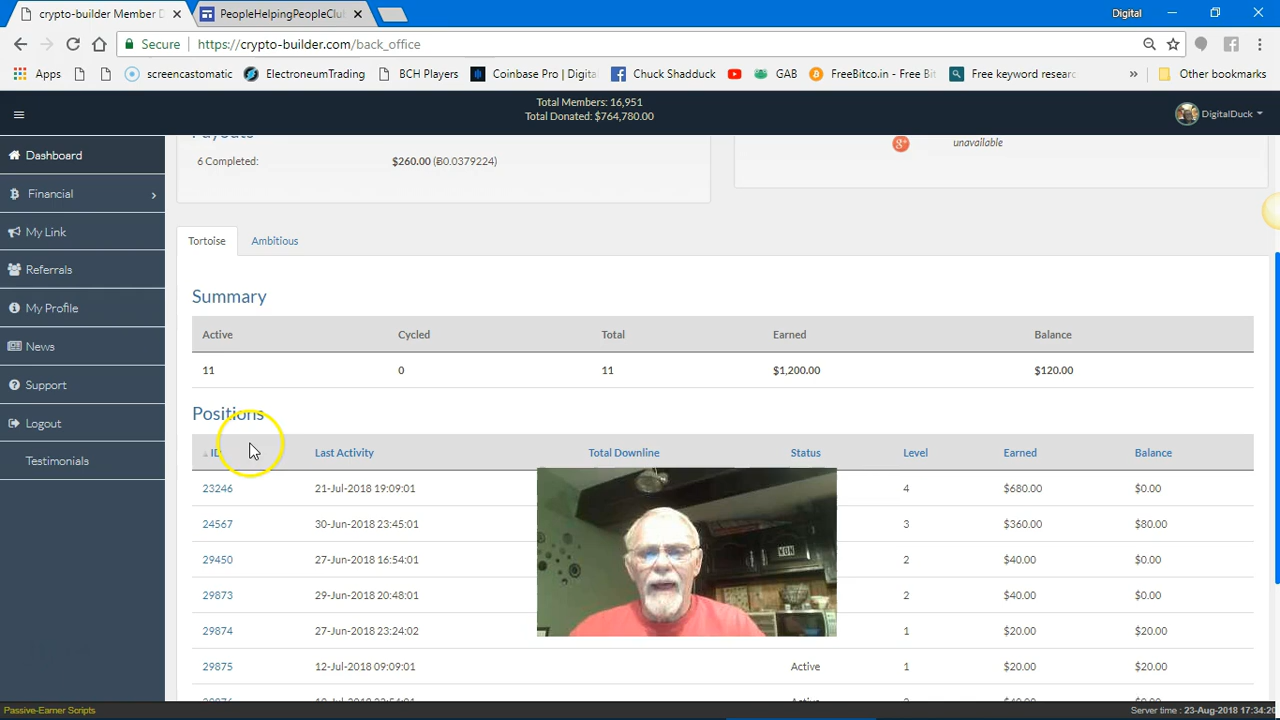 crypto-builder Member D
PeopleHelpingPeopleClub
Digital
Secure
https://crypto-builder.com/back_office
Apps
screencastomatic
ElectroneumTrading
BCH Players
Coinbase Pro | Digita
Chuck Shadduck
GAB
FreeBitco.in - Free Bit
Free keyword researc
Other bookmarks
Total Members: 16,951
Total Donated: $764,780.00
DigitalDuck
Dashboard
Financial
My Link
Referrals
My Profile
News
Support
Logout
Testimonials
Payouts
6 Completed: $260.00 (Ƀ0.0379224)
unavailable
Tortoise Ambitious
Summary
Active Cycled Total Earned Balance
11 0 11 $1,200.00 $120.00
Positions
ID Last Activity Total Downline Status Level Earned Balance
23246 21-Jul-2018 19:09:01 4 $680.00 $0.00
24567 30-Jun-2018 23:45:01 3 $360.00 $80.00
29450 27-Jun-2018 16:54:01 2 $40.00 $0.00
29873 29-Jun-2018 20:48:01 2 $40.00 $0.00
29874 27-Jun-2018 23:24:02 1 $20.00 $20.00
29875 12-Jul-2018 09:09:01 Active 1 $20.00 $20.00
Passive-Earner Scripts
Server time : 23-Aug-2018 17:34:20